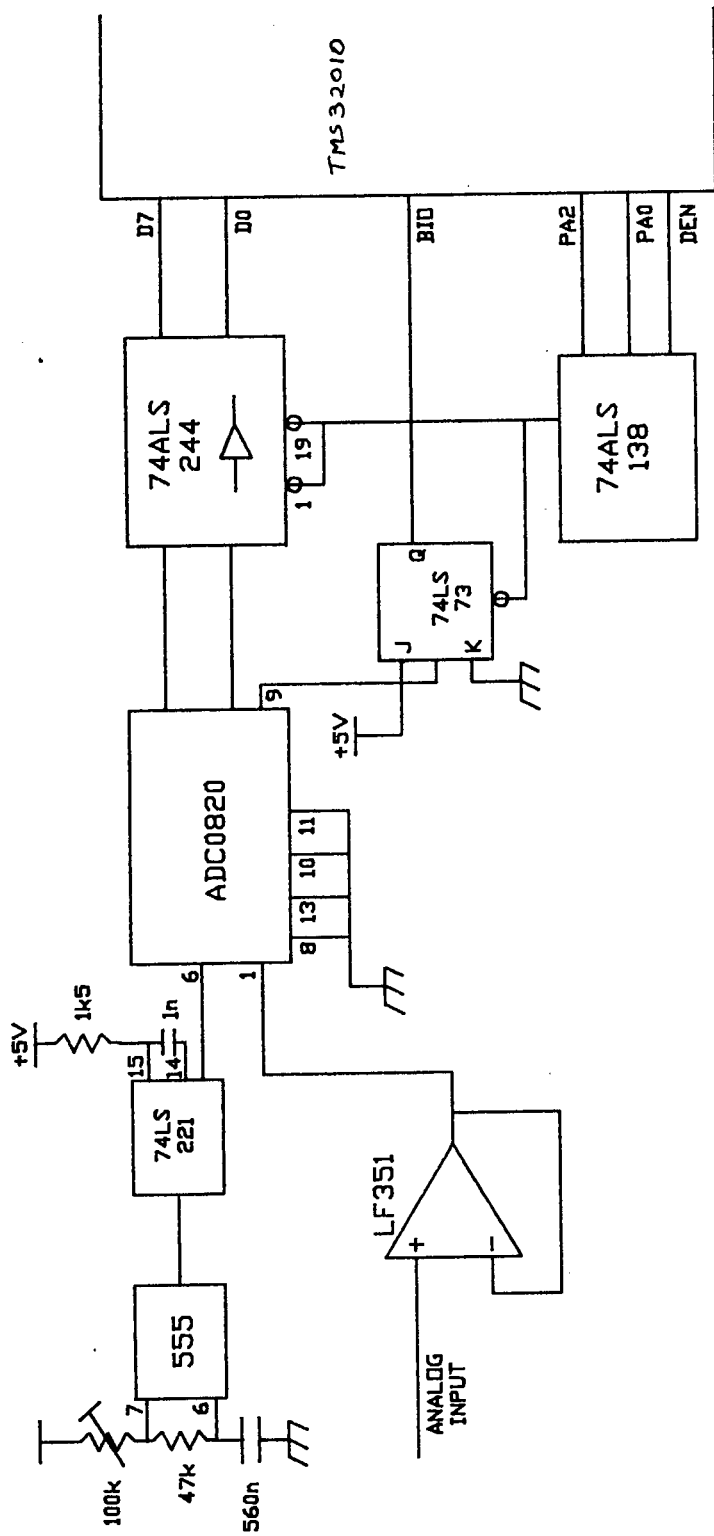 100k
47k
560n
7
6
555
74LS
221
15
14
+5V
1k5
1n
ANALOG
INPUT
LF351
+
-
6
1
ADC0820
8
13
10
11
9
+5V
J
K
Q
74LS
73
74ALS
244
1
19
74ALS
138
D7
D0
BIO
PA2
PA0
DEN
TMS32010